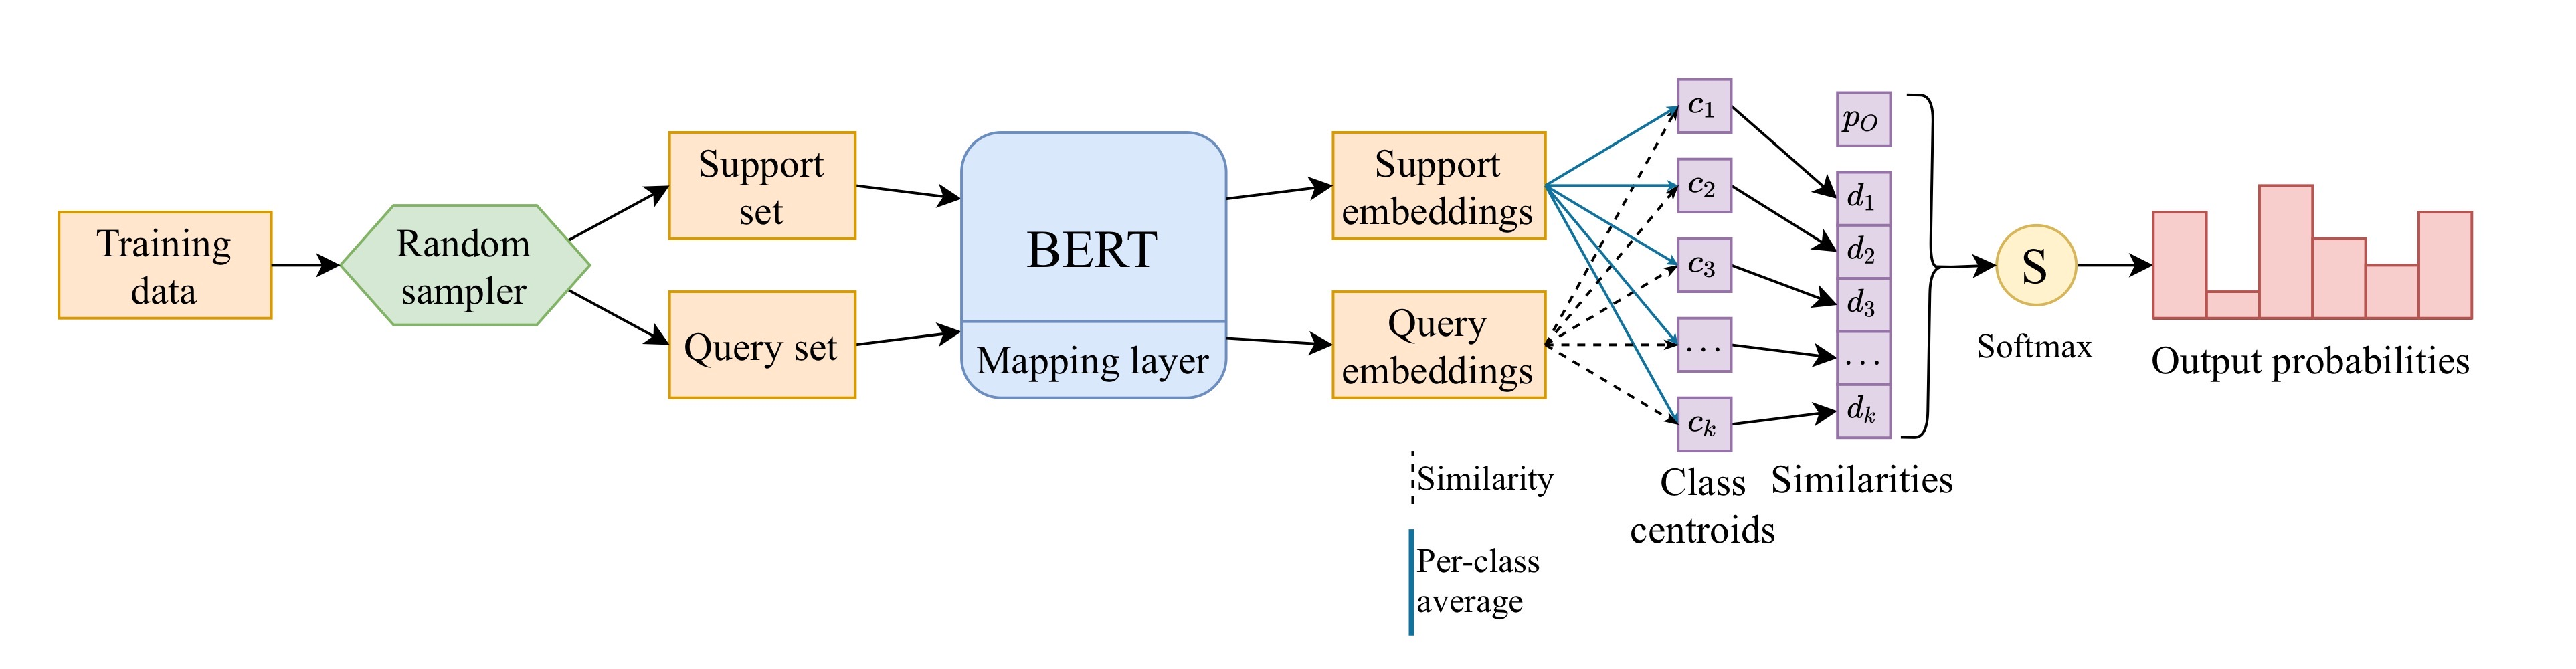 Training
data
Random
sampler
Support
set
Query set
BERT
Mapping layer
Support
embeddings
Query
embeddings
c1
c2
c3
...
ck
pO
d1
d2
d3
...
dk
Similarity
Per-class
average
Class
centroids
Similarities
S
Softmax
Output probabilities